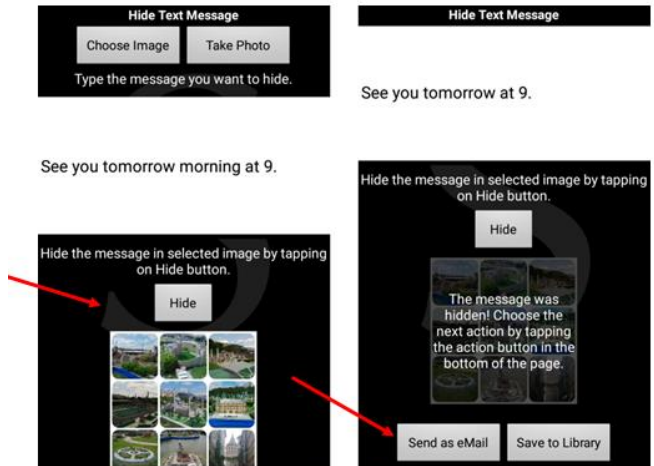 Hide Text Message
Choose Image
Take Photo
Type the message you want to hide.
See you tomorrow morning at 9.
Hide the message in selected image by tapping
on Hide button.
Hide
Hide Text Message
See you tomorrow at 9.
Hide the message in selected image by tapping
on Hide button.
Hide
The message was
hidden! Choose the
next action by tapping
the action button in the
bottom of the page.
Send as eMail
Save to Library